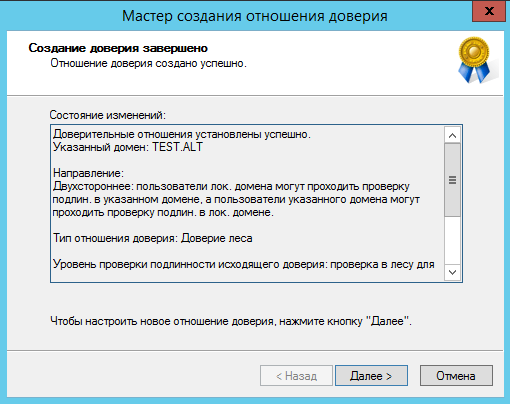 Мастер создания отношения доверия
x
Создание доверия завершено
Отношение доверия создано успешно.
Состояние изменений:
Доверительные отношения установлены успешно.
Указанный домен: TEST.ALT
Направление:
Двухстороннее: пользователи лок. домена могут проходить проверку
подлин. в указанном домене, а пользователи указанного домена могут
проходить проверку подлин. в лок. домене.
Тип отношения доверия: Доверие леса
Уровень проверки подлинности исходящего доверия: проверка в лесу для
Чтобы настроить новое отношение доверия, нажмите кнопку "Далее".
< Назад
Далее >
Отмена